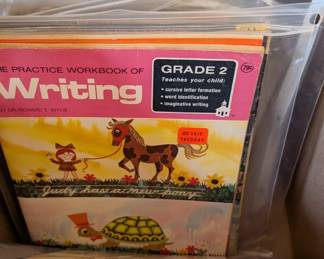 HE PRACTICE WORKBOOK OF
Writing
GRADE 2
79¢
Teaches your child:
• cursive letter formation
• word identification
• imaginative writing
Judy has a new pony.